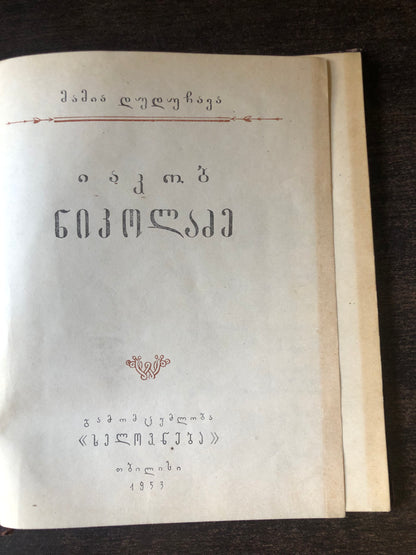 მამია დუდუჩავა
იაკობ
ნიკოლაძე
გამომცემლობა
«ხელოვნება»
თბილისი
1953